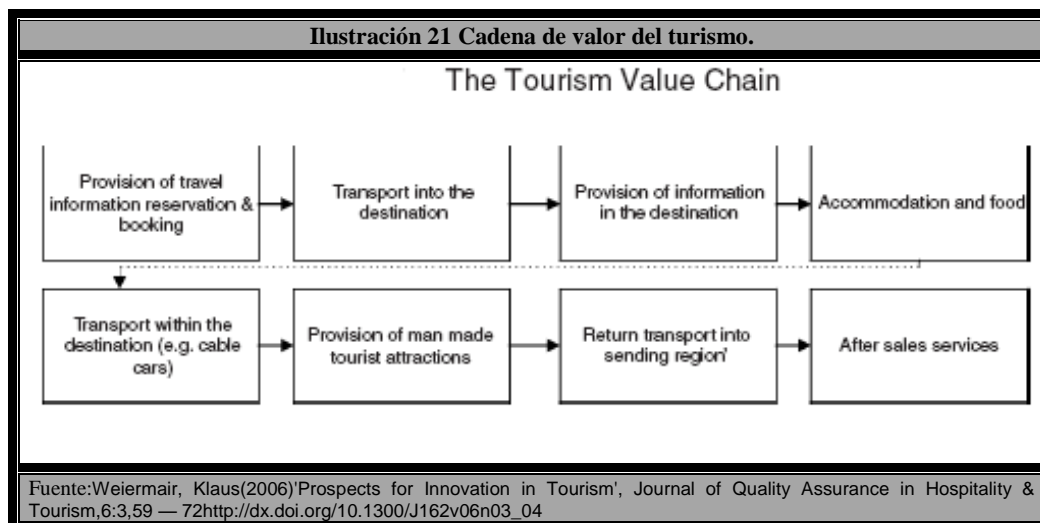 Ilustración 21 Cadena de valor del turismo.
The Tourism Value Chain
Provision of travel
information reservation &
booking
Transport into the
destination
Provision of information
in the destination
Accommodation and food
Transport within the
destination (e.g. cable
cars)
Provision of man made
tourist attractions
Return transport into
sending region'
After sales services
Fuente:Weiermair, Klaus(2006)'Prospects for Innovation in Tourism', Journal of Quality Assurance in Hospitality &
Tourism,6:3,59 — 72http://dx.doi.org/10.1300/J162v06n03_04